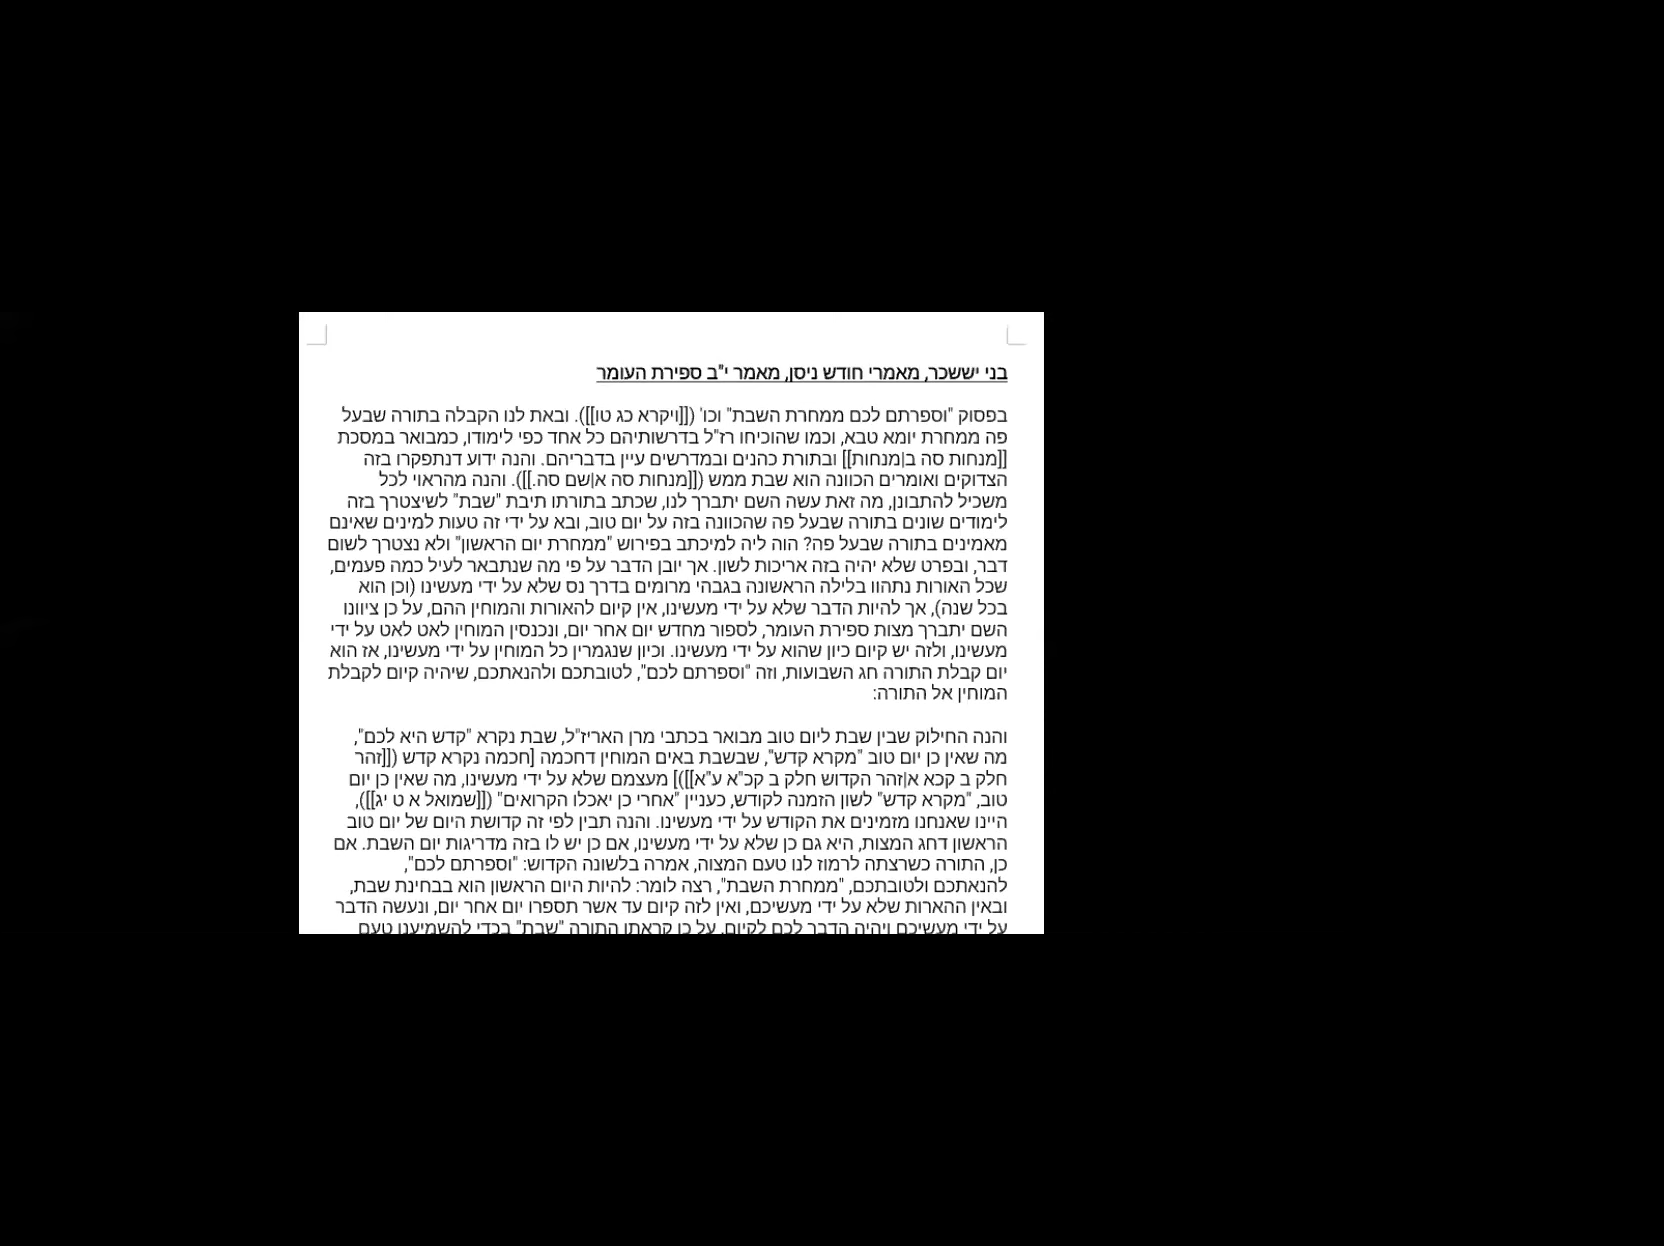 בני יששכר, מאמרי חודש ניסן, מאמר י"ב ספירת העומר
בפסוק "וספרתם לכם ממחרת השבת" וכו' ([[ויקרא כג טו]]). ובאת לנו הקבלה בתורה שבעל
פה ממחרת יומא טבא, וכמו שהוכיחו רז"ל בדרשותיהם כל אחד כפי לימודו, כמבואר במסכת
[[מנחות סה ב|מנחות]] ובתורת כהנים ובמדרשים עיין בדבריהם. והנה ידוע דנתפקרו בזה
הצדוקים ואומרים הכוונה הוא שבת ממש ([[מנחות סה א|שם סה.]]). והנה מהראוי לכל
משכיל להתבונן, מה זאת עשה השם יתברך לנו, שכתב בתורתו תיבת "שבת" לשיצטרך בזה
לימודים שונים בתורה שבעל פה שהכוונה בזה על יום טוב, ובא על ידי זה טעות למינים שאינם
מאמינים בתורה שבעל פה? הוה ליה למיכתב בפירוש "ממחרת יום הראשון" ולא נצטרך לשום
דבר, ובפרט שלא יהיה בזה אריכות לשון. אך יובן הדבר על פי מה שנתבאר לעיל כמה פעמים,
שכל האורות נתהוו בלילה הראשונה בגבהי מרומים בדרך נס שלא על ידי מעשינו (וכן הוא
בכל שנה), אך להיות הדבר שלא על ידי מעשינו, אין קיום להאורות והמוחין ההם, על כן ציוונו
השם יתברך מצות ספירת העומר, לספור מחדש יום אחר יום, ונכנסין המוחין לאט לאט על ידי
מעשינו, ולזה יש קיום כיון שהוא על ידי מעשינו. וכיון שנגמרין כל המוחין על ידי מעשינו, אז הוא
יום קבלת התורה חג השבועות, וזה "וספרתם לכם", לטובתכם ולהנאתכם, שיהיה קיום לקבלת
המוחין אל התורה:
והנה החילוק שבין שבת ליום טוב מבואר בכתבי מרן האריז"ל, שבת נקרא "קדש היא לכם",
מה שאין כן יום טוב "מקרא קדש", שבשבת באים המוחין דחכמה [חכמה נקרא קדש ([[זהר
חלק ב קכא א|זהר הקדוש חלק ב קכ"א ע"א]])] מעצמם שלא על ידי מעשינו, מה שאין כן יום
טוב, "מקרא קדש" לשון הזמנה לקודש, כעניין "אחרי כן יאכלו הקרואים" ([[שמואל א ט יג]]),
היינו שאנחנו מזמינים את הקודש על ידי מעשינו. והנה תבין לפי זה קדושת היום של יום טוב
הראשון דחג המצות, היא גם כן שלא על ידי מעשינו, אם כן יש לו בזה מדריגות יום השבת. אם
כן, התורה כשרצתה לרמוז לנו טעם המצוה, אמרה בלשונה הקדוש: "וספרתם לכם",
להנאתכם ולטובתכם, "ממחרת השבת", רצה לומר: להיות היום הראשון הוא בבחינת שבת,
ובאין ההארות שלא על ידי מעשיכם, ואין לזה קיום עד אשר תספרו יום אחר יום, ונעשה הדבר
על ידי מעשיכם ויהיה הדבר לכם לקיום. על כן קראתו התורה "שבת" בכדי להשמיענו טעם